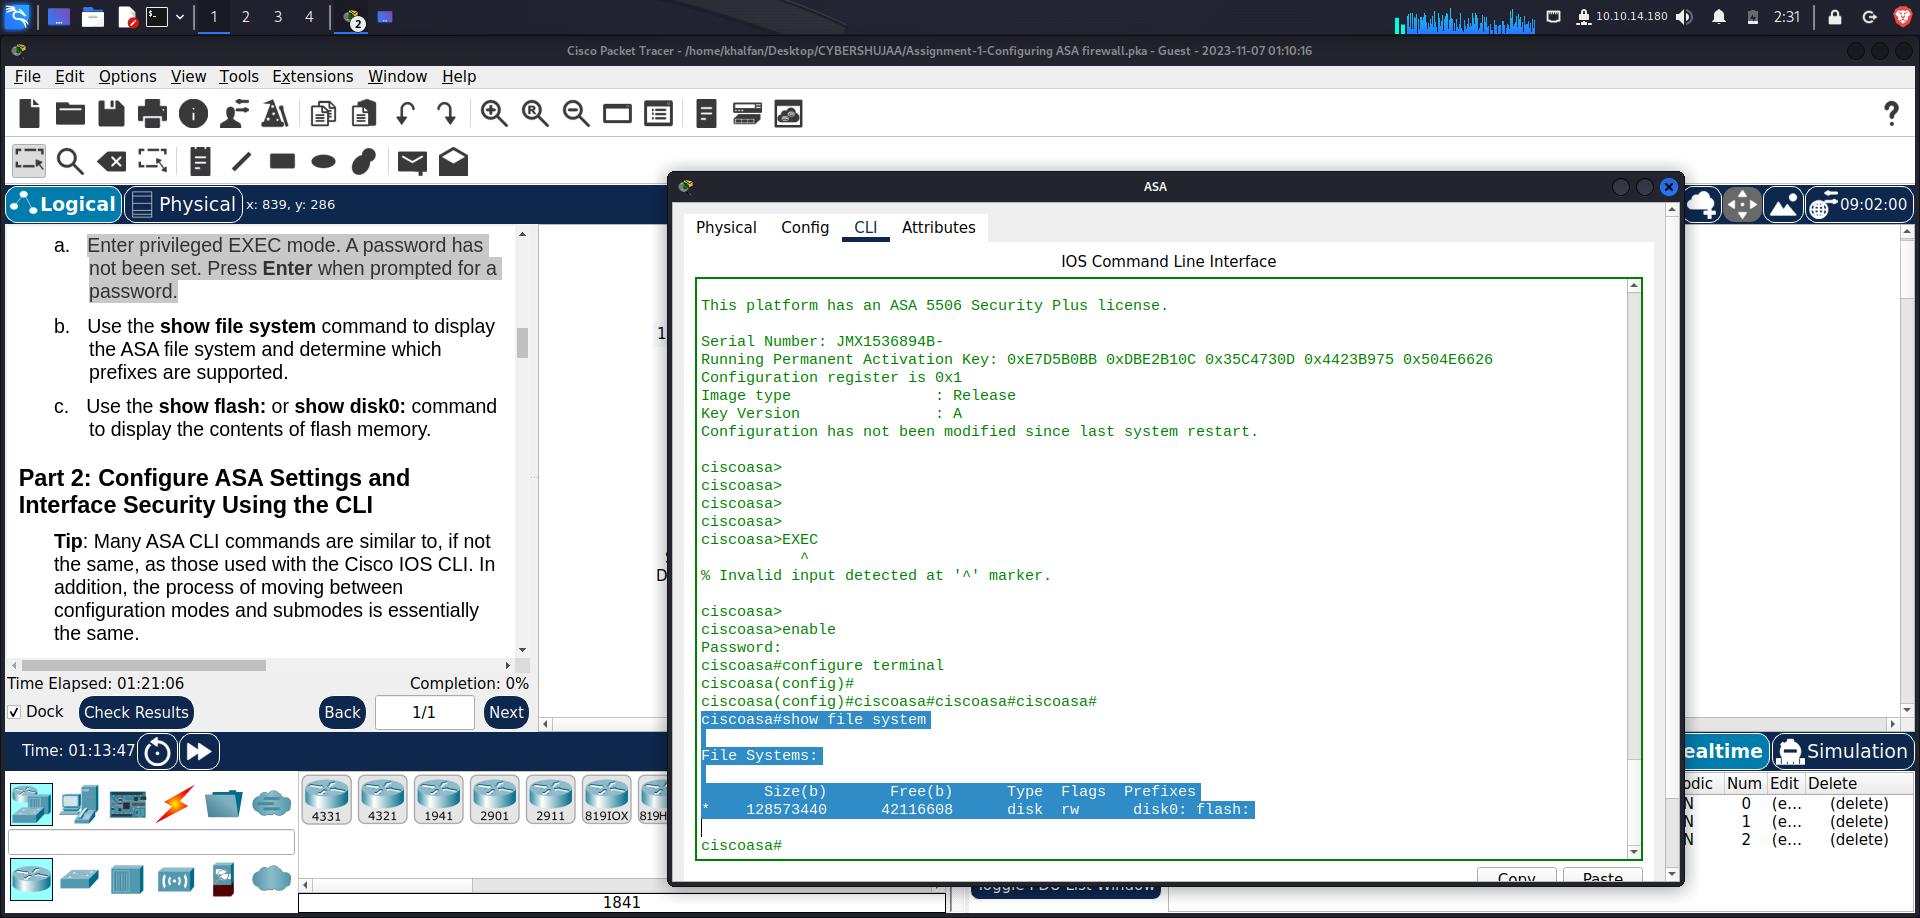 1 2 3 4 2 10.10.14.180 2:31
Cisco Packet Tracer - /home/khalfan/Desktop/CYBERSHUJAA/Assignment-1-Configuring ASA firewall.pka - Guest - 2023-11-07 01:10:16
File Edit Options View Tools Extensions Window Help
Logical Physical x: 839, y: 286
09:02:00
a. Enter privileged EXEC mode. A password has
not been set. Press Enter when prompted for a
password.
b. Use the show file system command to display
the ASA file system and determine which
prefixes are supported.
c. Use the show flash: or show disk0: command
to display the contents of flash memory.
Part 2: Configure ASA Settings and
Interface Security Using the CLI
Tip: Many ASA CLI commands are similar to, if not
the same, as those used with the Cisco IOS CLI. In
addition, the process of moving between
configuration modes and submodes is essentially
the same.
Time Elapsed: 01:21:06 Completion: 0%
Dock Check Results Back 1/1 Next
1
D
ASA
Physical Config CLI Attributes
IOS Command Line Interface
This platform has an ASA 5506 Security Plus license.
Serial Number: JMX1536894B-
Running Permanent Activation Key: 0xE7D5B0BB 0xDBE2B10C 0x35C4730D 0x4423B975 0x504E6626
Configuration register is 0x1
Image type : Release
Key Version : A
Configuration has not been modified since last system restart.
ciscoasa>
ciscoasa>
ciscoasa>
ciscoasa>
ciscoasa>EXEC
^
% Invalid input detected at '^' marker.
ciscoasa>
ciscoasa>enable
Password:
ciscoasa#configure terminal
ciscoasa(config)#
ciscoasa(config)#ciscoasa#ciscoasa#ciscoasa#
ciscoasa#show file system
File Systems:
Size(b) Free(b) Type Flags Prefixes
* 128573440 42116608 disk rw disk0: flash:
ciscoasa#
Copy Paste
Time: 01:13:47
ealtime Simulation
4331 4321 1941 2901 2911 819IOX 819H
1841
Toggle PDU List Window
odic Num Edit Delete
N 0 (e... (delete)
N 1 (e... (delete)
N 2 (e... (delete)